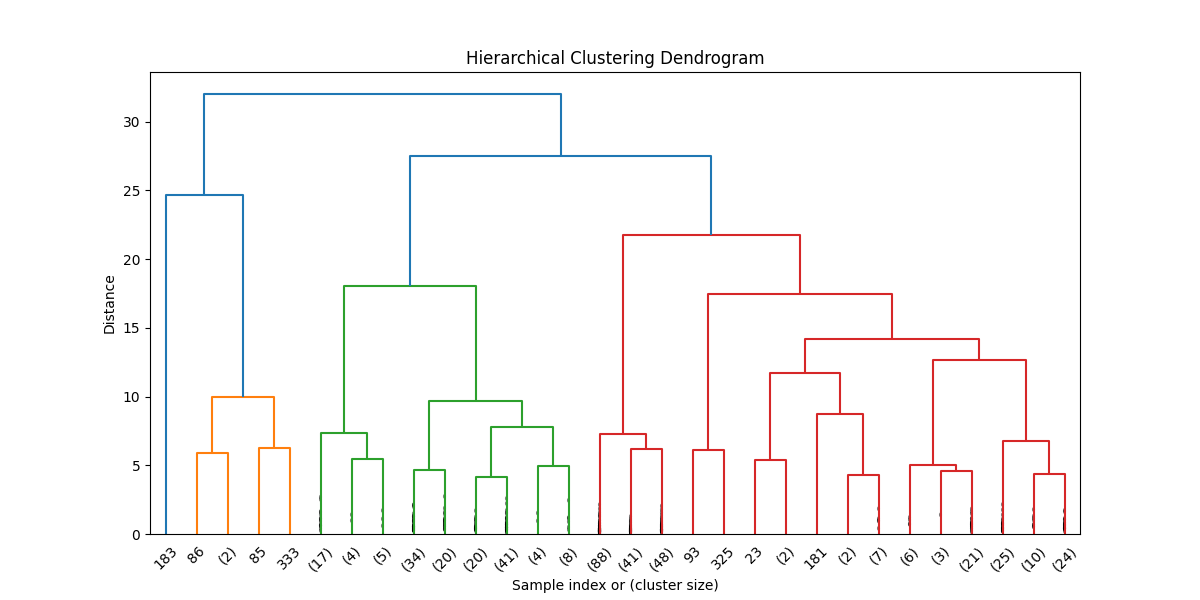 Hierarchical Clustering Dendrogram
30
25
20
15
10
5
0
Distance
183 86 (2) 85 333 (17) (4) (5) (34) (20) (20) (41) (4) (8) (88) (41) (48) 93 325 23 (2) 181 (2) (7) (6) (3) (21) (25) (10) (24)
Sample index or (cluster size)